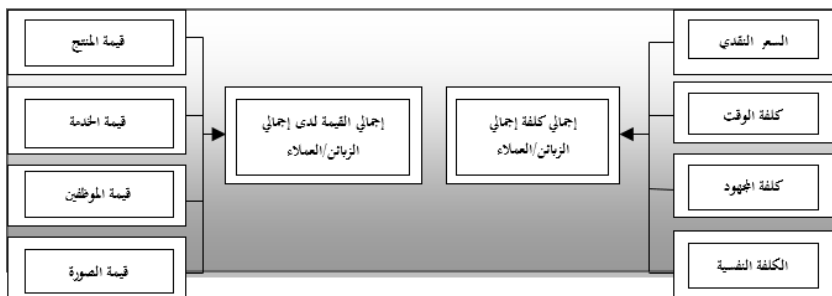 السعر النقدي
كلفة الوقت
كلفة المجهود
الكلفة النفسية
إجمالي كلفة إجمالي
الزبائن/العملاء
إجمالي القيمة لدى إجمالي
الزبائن/العملاء
قيمة المنتج
قيمة الخدمة
قيمة الموظفين
قيمة الصورة